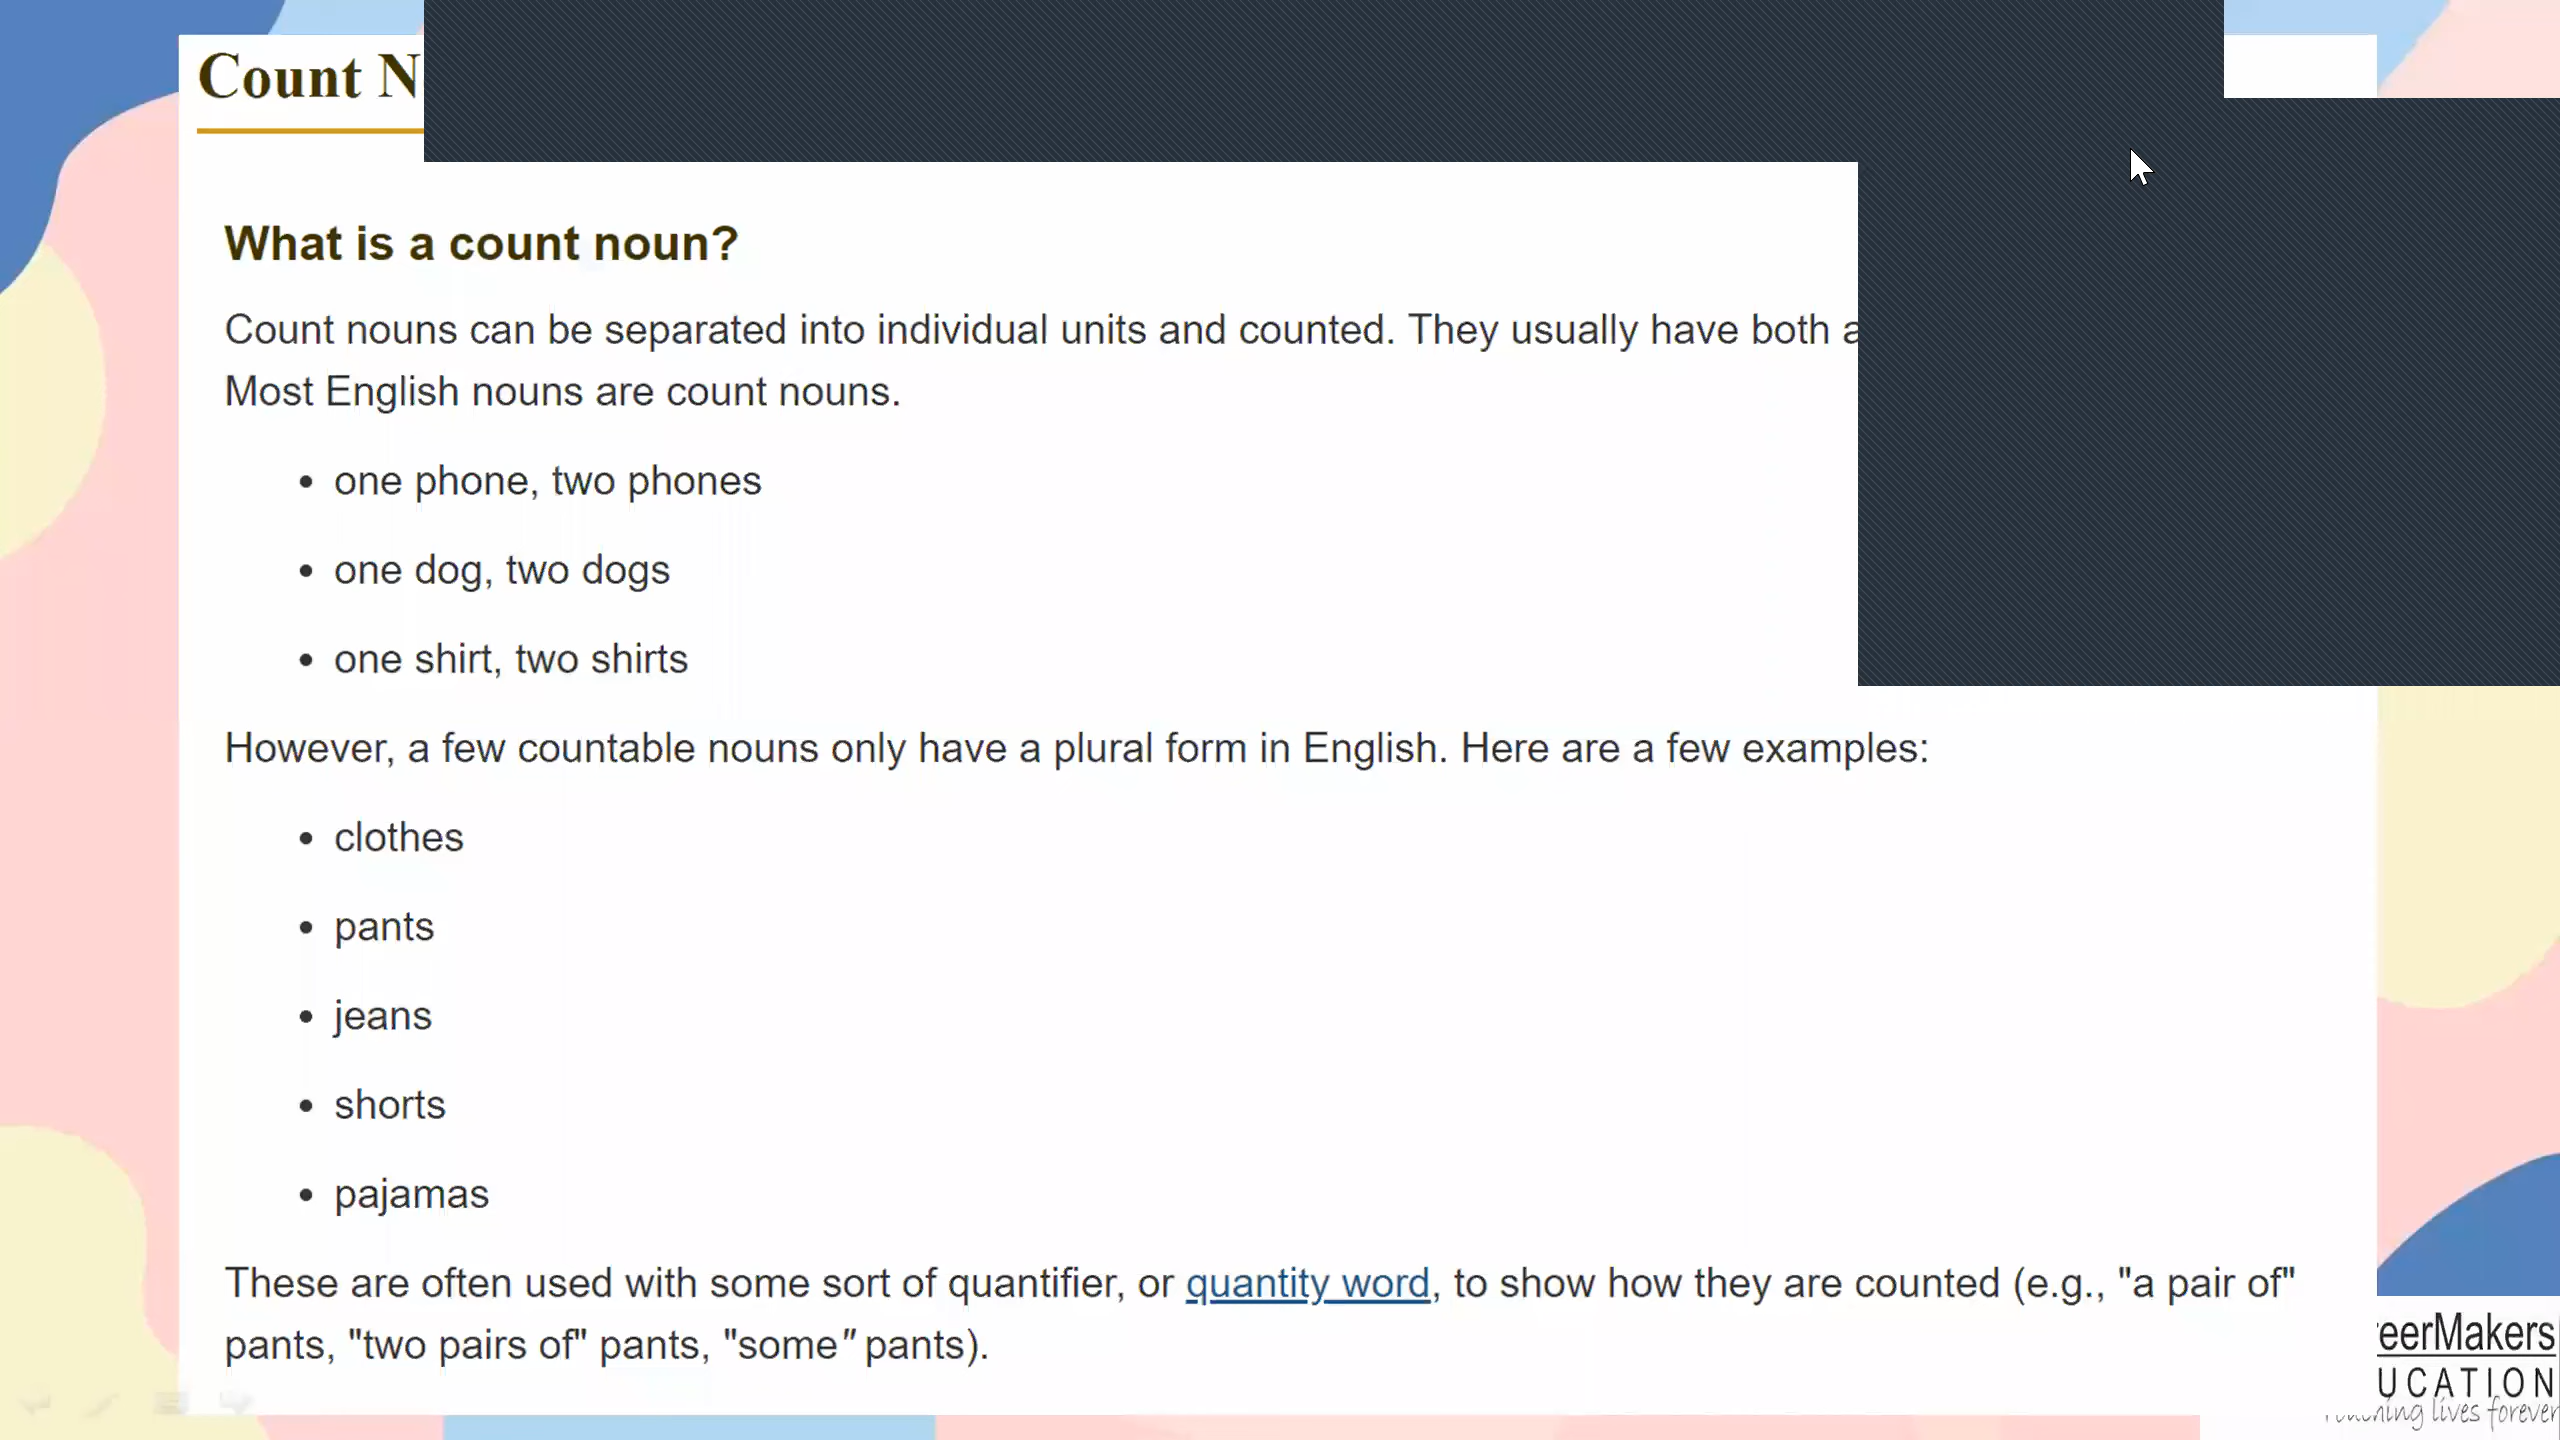 Count N
What is a count noun?
Count nouns can be separated into individual units and counted. They usually have both a
Most English nouns are count nouns.
• one phone, two phones
• one dog, two dogs
• one shirt, two shirts
However, a few countable nouns only have a plural form in English. Here are a few examples:
• clothes
• pants
• jeans
• shorts
• pajamas
These are often used with some sort of quantifier, or quantity word, to show how they are counted (e.g., "a pair of"
pants, "two pairs of" pants, "some" pants).
eerMakers
UCATION
lives forever